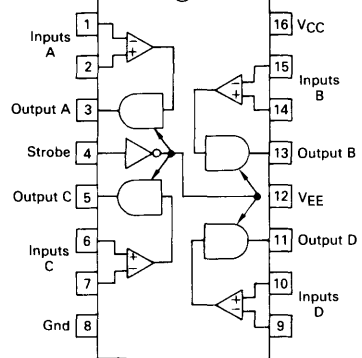 1
Inputs
A
2
Output A
3
Strobe
4
Output C
5
Inputs
C
6
7
Gnd
8
16
VCC
15
Inputs
B
14
13
Output B
12
VEE
11
Output D
10
Inputs
D
9